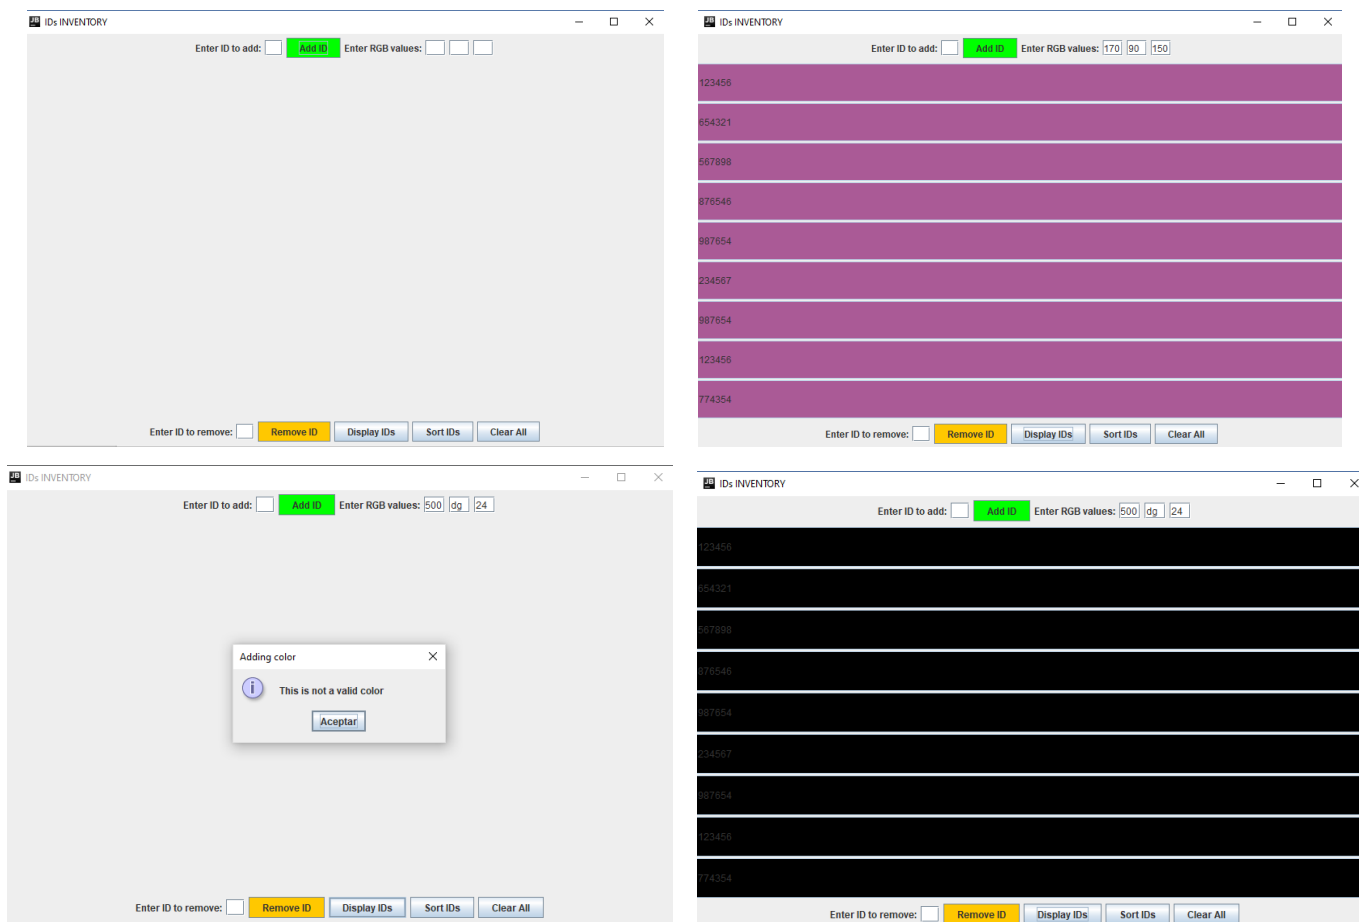 JB IDs INVENTORY
Enter ID to add: Add ID Enter RGB values:
Enter ID to remove: Remove ID Display IDs Sort IDs Clear All
JB IDs INVENTORY
Enter ID to add: Add ID Enter RGB values: 170 90 150
123456
654321
567898
876546
987654
234567
987654
123456
774354
Enter ID to remove: Remove ID Display IDs Sort IDs Clear All
JB IDs INVENTORY
Enter ID to add: Add ID Enter RGB values: 500 dg 24
Adding color
i This is not a valid color
Aceptar
Enter ID to remove: Remove ID Display IDs Sort IDs Clear All
JB IDs INVENTORY
Enter ID to add: Add ID Enter RGB values: 500 dg 24
123456
654321
567898
876546
987654
234567
987654
123456
774354
Enter ID to remove: Remove ID Display IDs Sort IDs Clear All